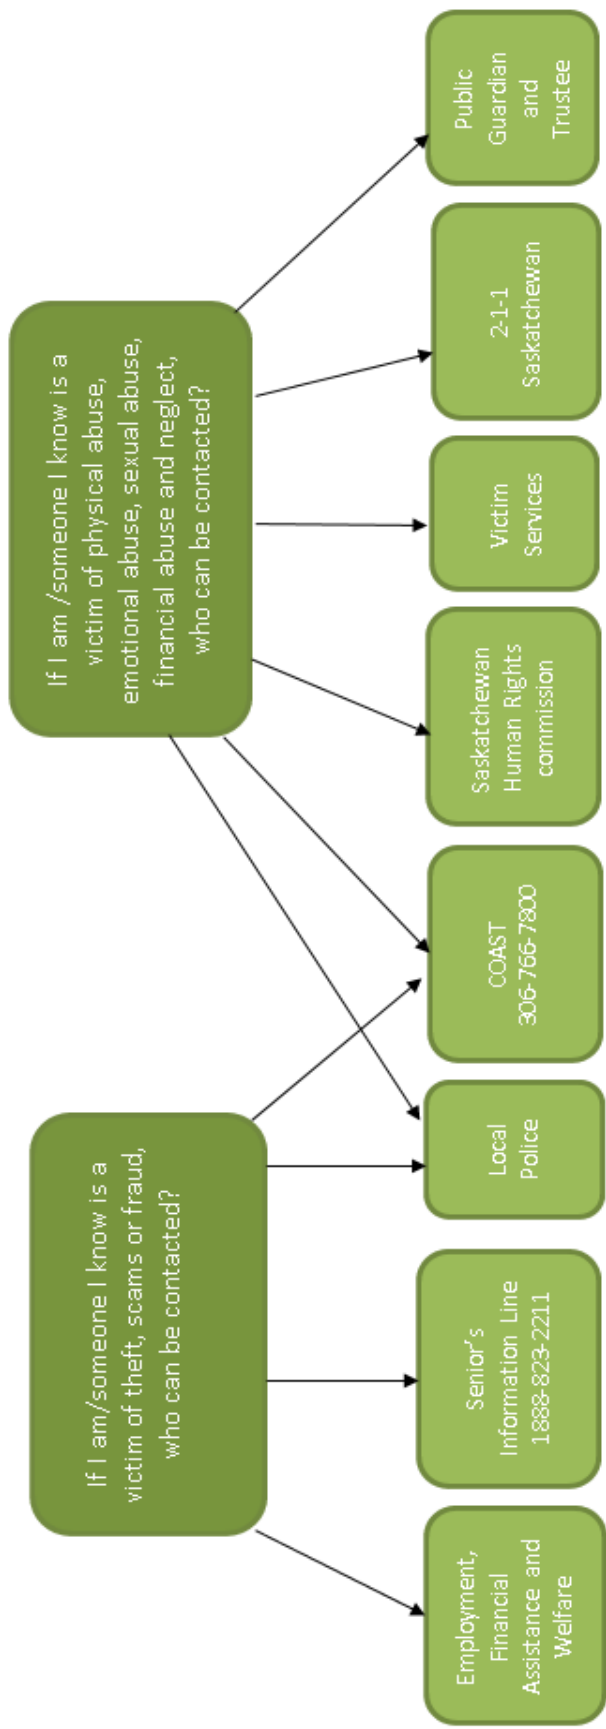 If I am/someone I know is a
victim of theft, scams or fraud,
who can be contacted?
If I am /someone I know is a
victim of physical abuse,
emotional abuse, sexual abuse,
financial abuse and neglect,
who can be contacted?
Employment,
Financial
Assistance and
Welfare
Senior's
Information Line
1888-823-2211
Local
Police
COAST
306-766-7800
Saskatchewan
Human Rights
commission
Victim
Services
2-1-1
Saskatchewan
Public
Guardian
and
Trustee